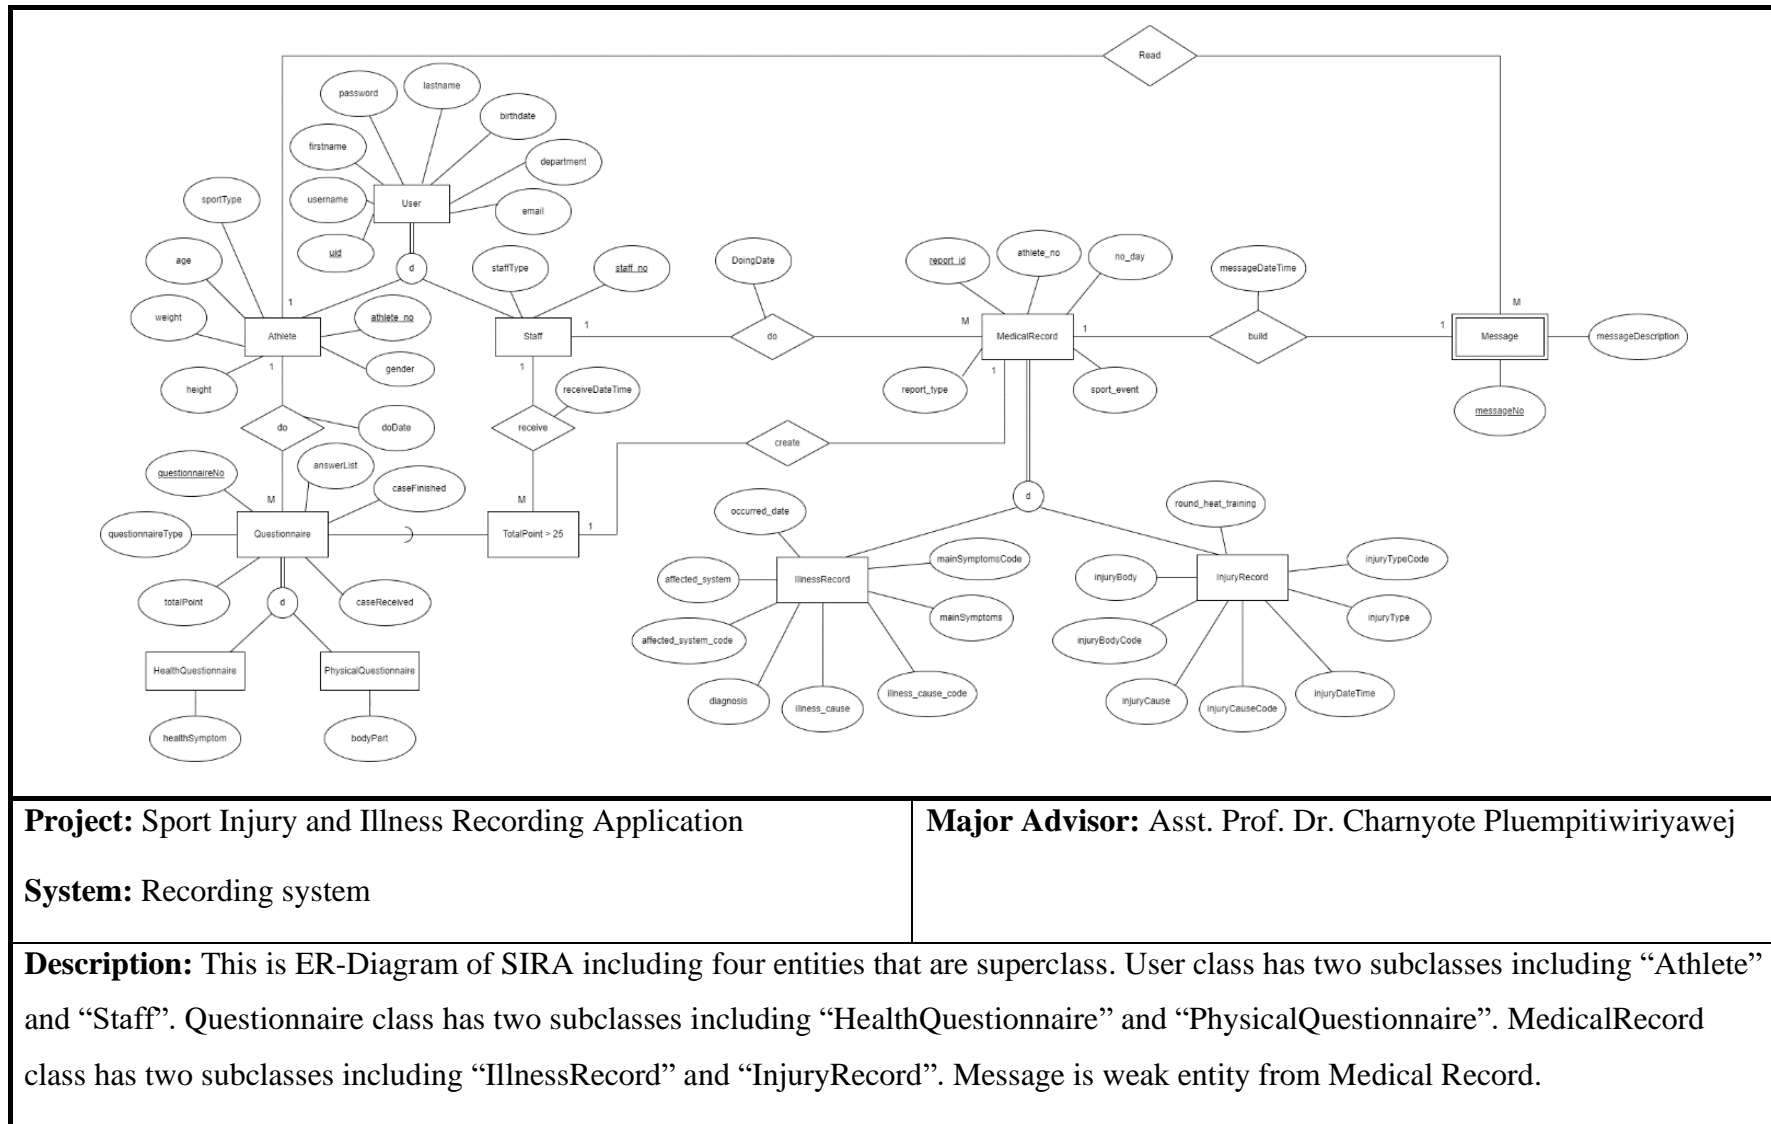 Read
lastname
password
birthdate
firstname
department
sportType
username
User
email
uid
age
d
staffType
staff_no
DoingDate
report_id
athlete_no
no_day
messageDateTime
1
M
weight
athlete_no
Athlete
Staff
1
do
M
MedicalRecord
1
build
1
Message
messageDescription
1
gender
1
1
height
receiveDateTime
report_type
sport_event
messageNo
do
doDate
receive
create
questionnaireNo
answerList
caseFinished
M
M
d
occurred_date
round_heat_training
questionnaireType
Questionnaire
TotalPoint > 25
1
mainSymptomsCode
injuryTypeCode
affected_system
IllnessRecord
injuryBody
InjuryRecord
totalPoint
d
caseReceived
mainSymptoms
injuryType
affected_system_code
injuryBodyCode
HealthQuestionnaire
PhysicalQuestionnaire
diagnosis
illness_cause
illness_cause_code
injuryCause
injuryCauseCode
injuryDateTime
healthSymptom
bodyPart
Project: Sport Injury and Illness Recording Application
Major Advisor: Asst. Prof. Dr. Charnyote Pluempitiwiriyawej
System: Recording system
Description: This is ER-Diagram of SIRA including four entities that are superclass. User class has two subclasses including “Athlete”
and “Staff”. Questionnaire class has two subclasses including “HealthQuestionnaire” and “PhysicalQuestionnaire”. MedicalRecord
class has two subclasses including “IllnessRecord” and “InjuryRecord”. Message is weak entity from Medical Record.